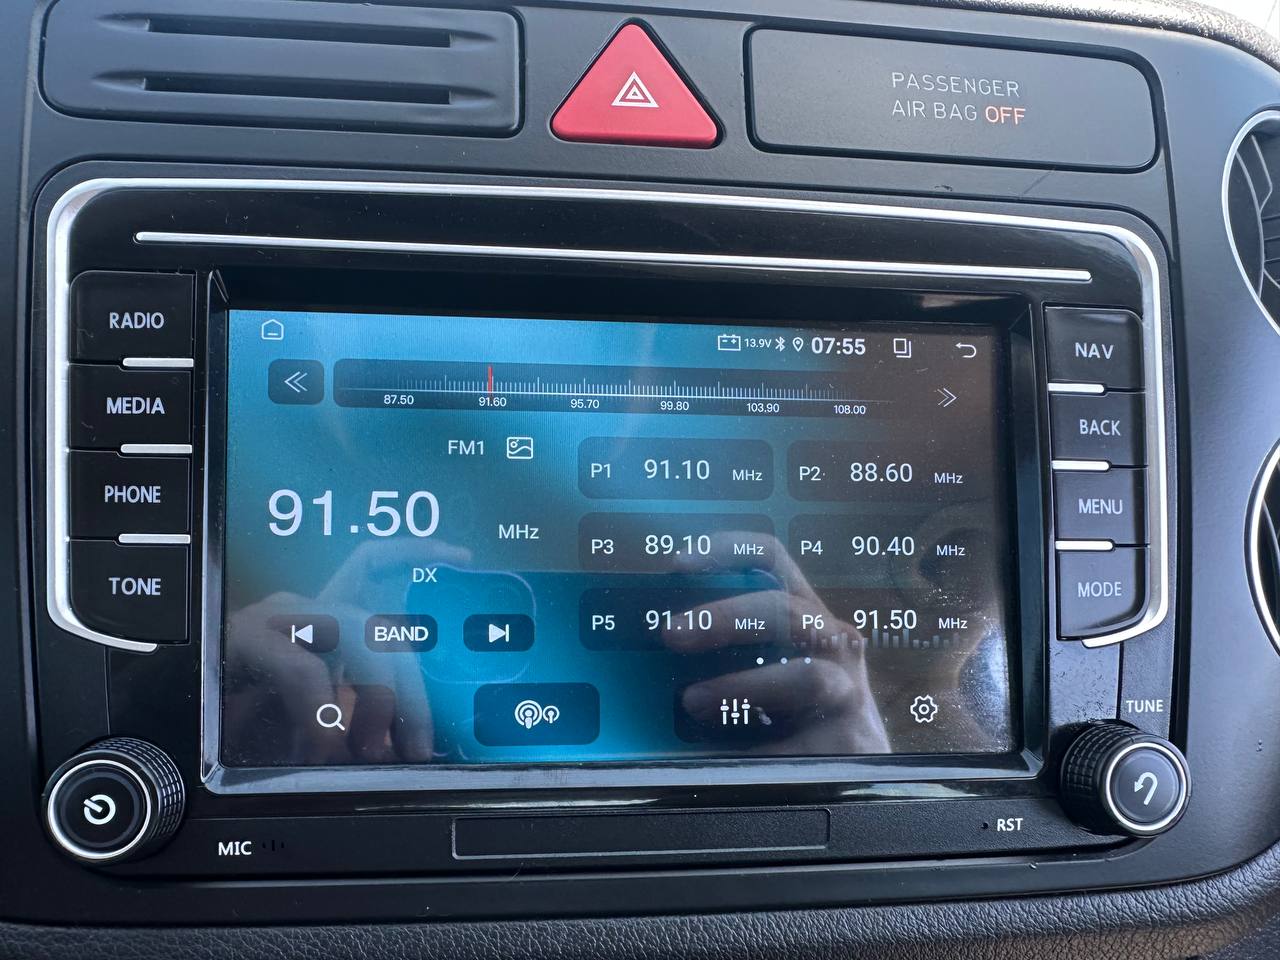 PASSENGER
AIR BAG OFF
RADIO
MEDIA
PHONE
TONE
13.9V 07:55
87.50 91.60 95.70 99.80 103.90 108.00
FM1
91.50 MHz
DX
BAND
P1 91.10 MHz
P2 88.60 MHz
P3 89.10 MHz
P4 90.40 MHz
P5 91.10 MHz
P6 91.50 MHz
NAV
BACK
MENU
MODE
TUNE
MIC
RST